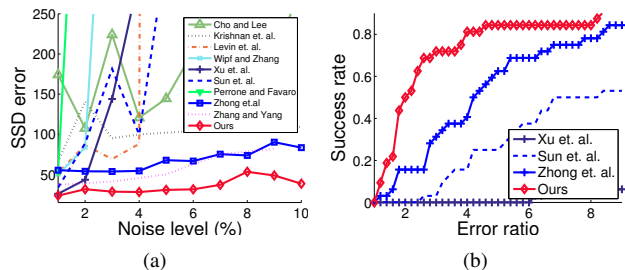 250
200
150
100
50
SSD error
2
4
6
8
10
Noise level (%)
Cho and Lee
Krishnan et. al.
Levin et. al.
Wipf and Zhang
Xu et. al.
Sun et. al.
Perrone and Favaro
Zhong et.al
Zhang and Yang
Ours
(a)
0.8
0.6
0.4
0.2
0
Success rate
2
4
6
8
Error ratio
Xu et. al.
Sun et. al.
Zhong et. al.
Ours
(b)